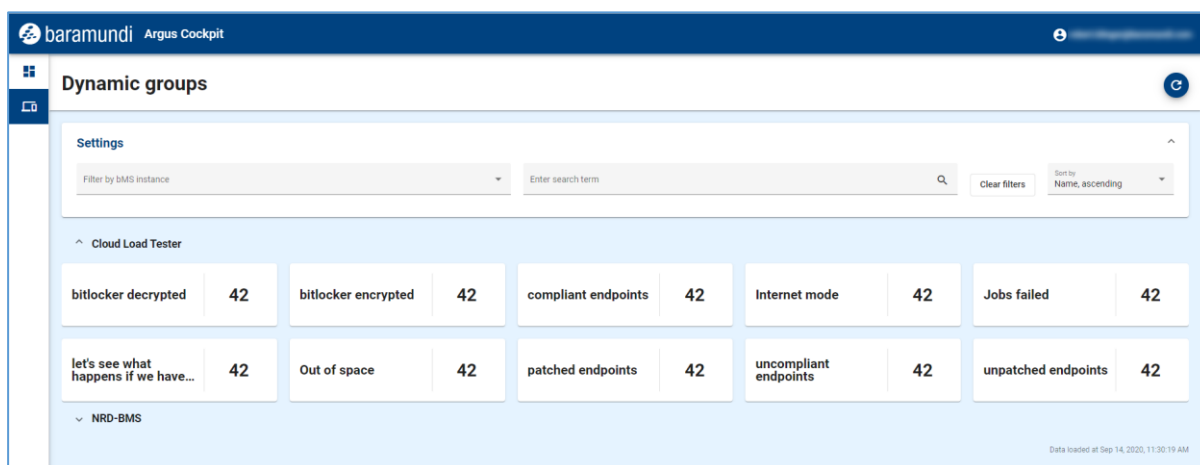 baramundi Argus Cockpit
Dynamic groups
Settings
Filter by bMS instance
Enter search term
Clear filters
Sort by
Name, ascending
Cloud Load Tester
bitlocker decrypted 42
bitlocker encrypted 42
compliant endpoints 42
Internet mode 42
Jobs failed 42
let's see what
happens if we have... 42
Out of space 42
patched endpoints 42
uncompliant
endpoints 42
unpatched endpoints 42
NRD-BMS
Data loaded at Sep 14, 2020, 11:30:19 AM